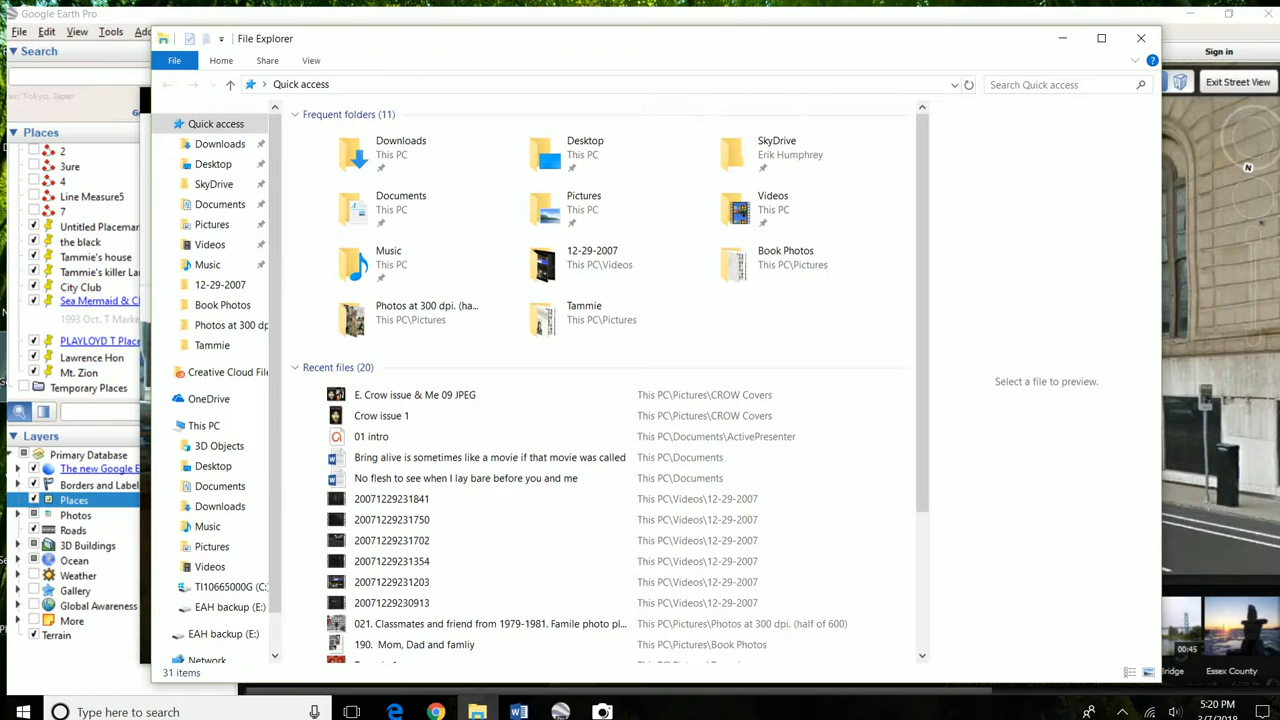 Google Earth Pro
File Edit View Tools Ad
Search
Sign in
Exit Street View
N
Places
2
3ure
4
Line Measure5
7
Untitled Placemar
the black
Tammie's house
Tammie's killer La
City Club
Sea Mermaid & Cl
1993 Oct. T Marke
PLAYLOYD T Place
Lawrence Hon
Mt. Zion
Temporary Places
Layers
Primary Database
The new Google E
Borders and Label
Places
Photos
Roads
3D Buildings
Ocean
Weather
Gallery
Global Awareness
More
Terrain
File Explorer
File Home Share View
Quick access
Search Quick access
Quick access
Downloads
Desktop
SkyDrive
Documents
Pictures
Videos
Music
12-29-2007
Book Photos
Photos at 300 dp
Tammie
Creative Cloud File
OneDrive
This PC
3D Objects
Desktop
Documents
Downloads
Music
Pictures
Videos
TI10665000G (C:
EAH backup (E:)
EAH backup (E:)
Network
Frequent folders (11)
Downloads
This PC
Desktop
This PC
SkyDrive
Erik Humphrey
Documents
This PC
Pictures
This PC
Videos
This PC
Music
This PC
12-29-2007
This PC\Videos
Book Photos
This PC\Pictures
Photos at 300 dpi. (ha...
This PC\Pictures
Tammie
This PC\Pictures
Recent files (20)
E. Crow issue & Me 09 JPEG This PC\Pictures\CROW Covers
Crow issue 1 This PC\Pictures\CROW Covers
01 intro This PC\Documents\ActivePresenter
Bring alive is sometimes like a movie if that movie was called This PC\Documents
No flesh to see when I lay bare before you and me This PC\Documents
20071229231841 This PC\Videos\12-29-2007
20071229231750 This PC\Videos\12-29-2007
20071229231702 This PC\Videos\12-29-2007
20071229231354 This PC\Videos\12-29-2007
20071229231203 This PC\Videos\12-29-2007
20071229230913 This PC\Videos\12-29-2007
021. Classmates and friend from 1979-1981. Famile photo pl... This PC\Pictures\Photos at 300 dpi. (half of 600)
190. Mom, Dad and famliy This PC\Pictures\Book Photos
Select a file to preview.
31 items
00:45
Bridge
Essex County
Type here to search
5:20 PM
3/7/2018